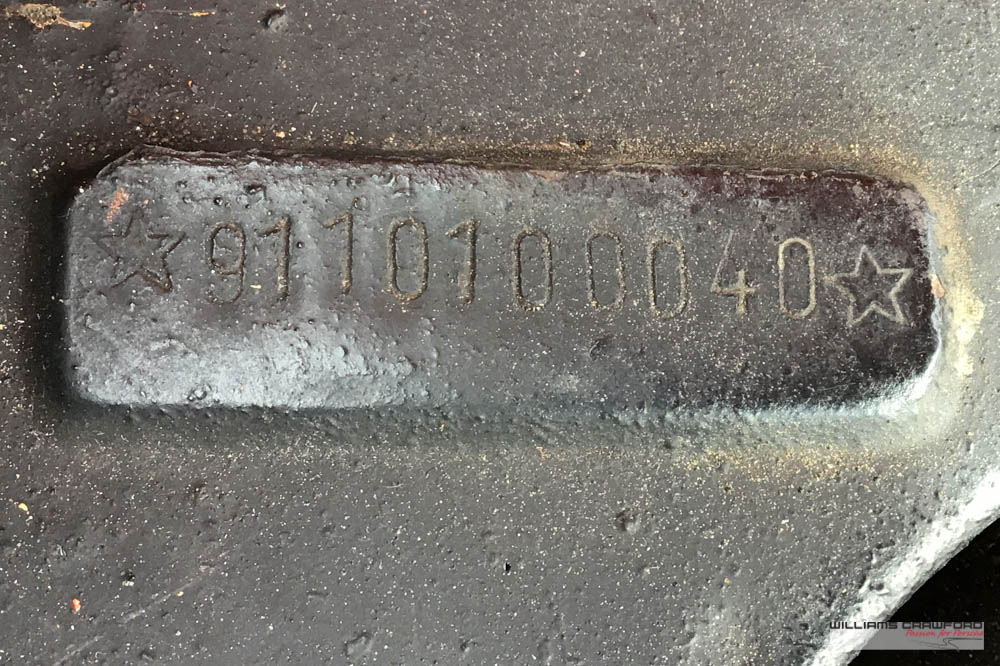 ☆9110100040☆
WILLIAMS CRAWFORD
Passion for Porsche